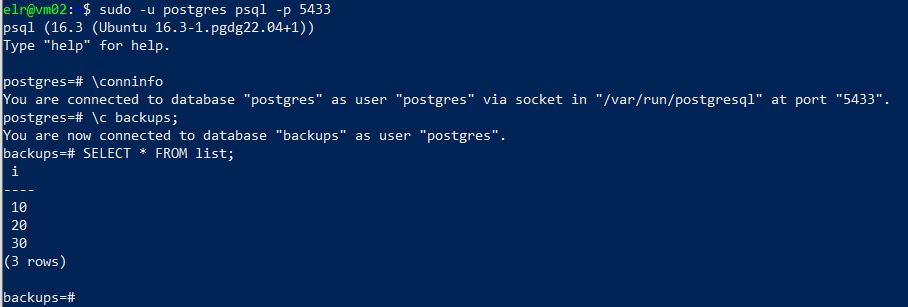 elr@vm02:~$ sudo -u postgres psql -p 5433
psql (16.3 (Ubuntu 16.3-1.pgdg22.04+1))
Type "help" for help.

postgres=# \conninfo
You are connected to database "postgres" as user "postgres" via socket in "/var/run/postgresql" at port "5433".
postgres=# \c backups;
You are now connected to database "backups" as user "postgres".
backups=# SELECT * FROM list;
 i
----
 10
 20
 30
(3 rows)

backups=#